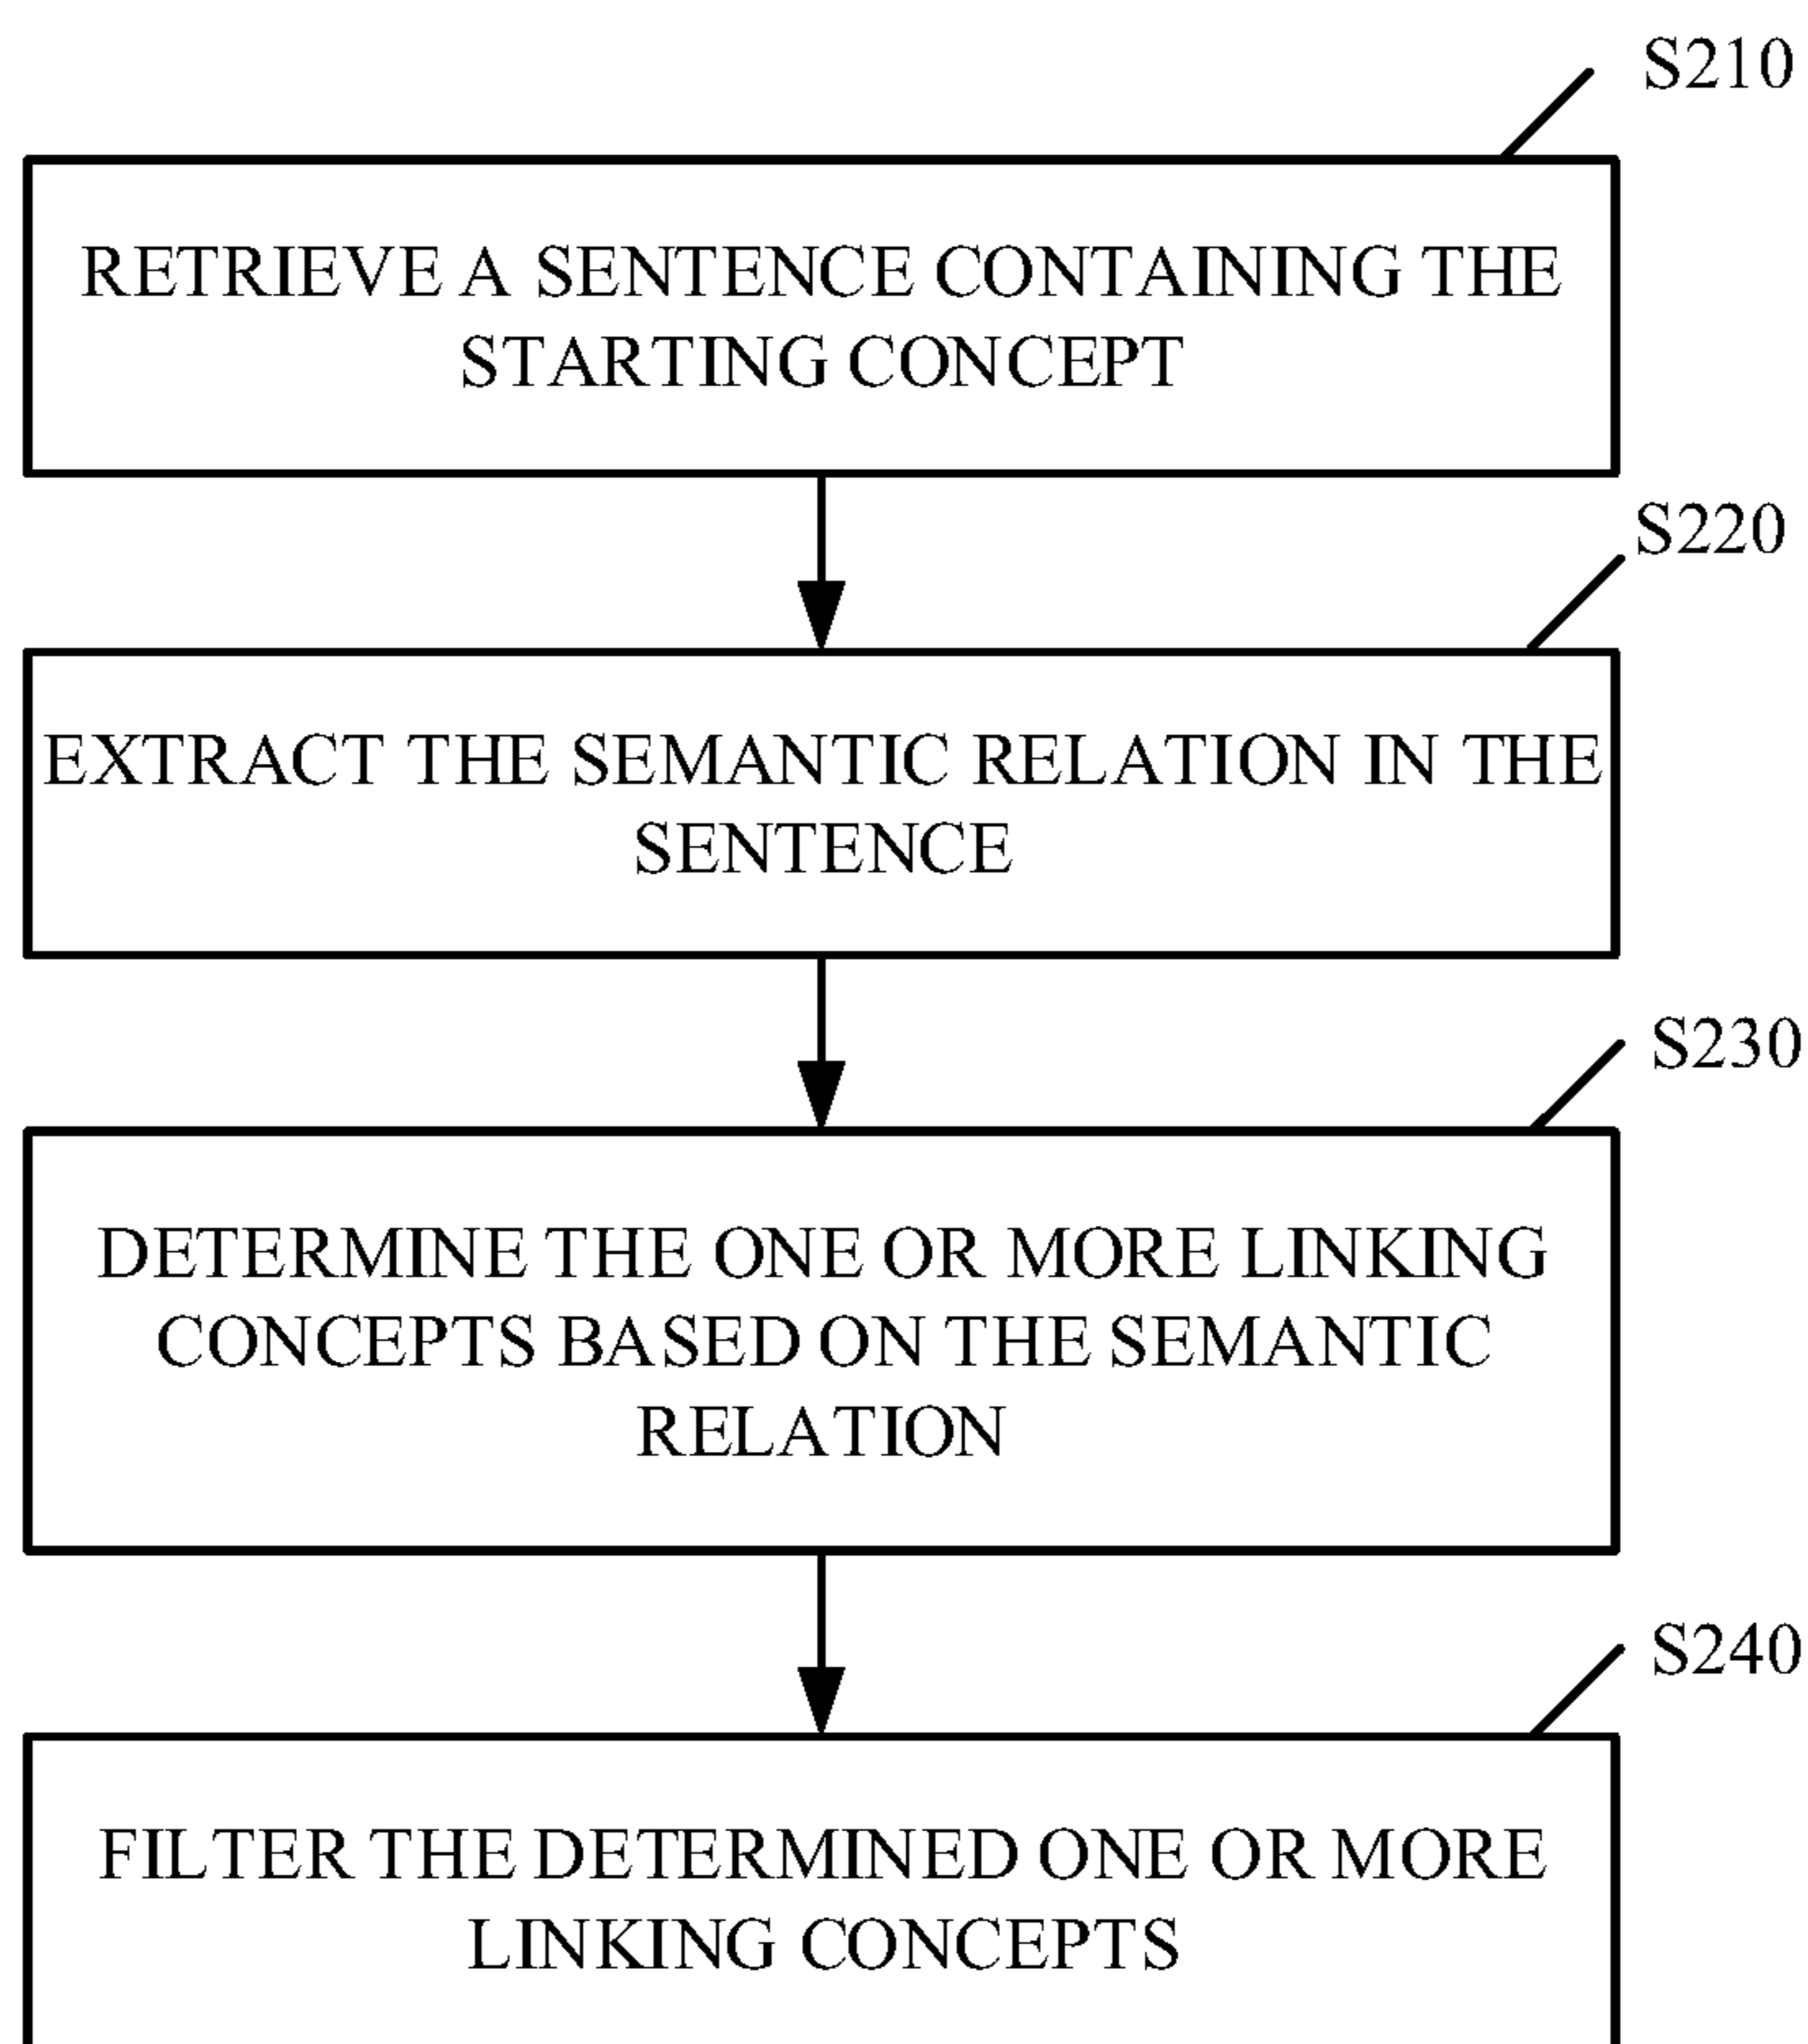 S210
RETRIEVE A SENTENCE CONTAINING THE
STARTING CONCEPT
S220
EXTRACT THE SEMANTIC RELATION IN THE
SENTENCE
S230
DETERMINE THE ONE OR MORE LINKING
CONCEPTS BASED ON THE SEMANTIC
RELATION
S240
FILTER THE DETERMINED ONE OR MORE
LINKING CONCEPTS